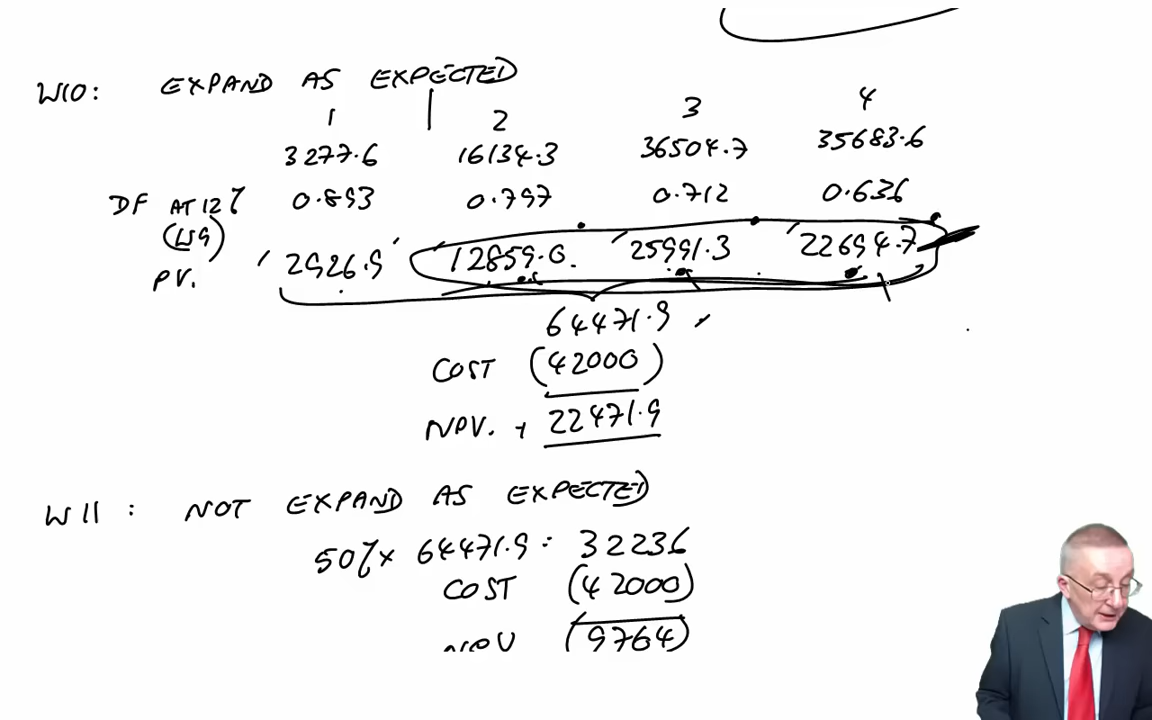 W10: EXPAND AS EXPECTED
1 2 3 4
3277.6 16134.3 36504.7 35683.6
DF AT 12% 0.893 0.797 0.712 0.636
(W9)
PV. 2926.9 12859.0. 25991.3 22694.7
64471.9
COST (42000)
NPV. + 22471.9
W11: NOT EXPAND AS EXPECTED
50% x 64471.9 = 32236
COST (42000)
NPV (9764)